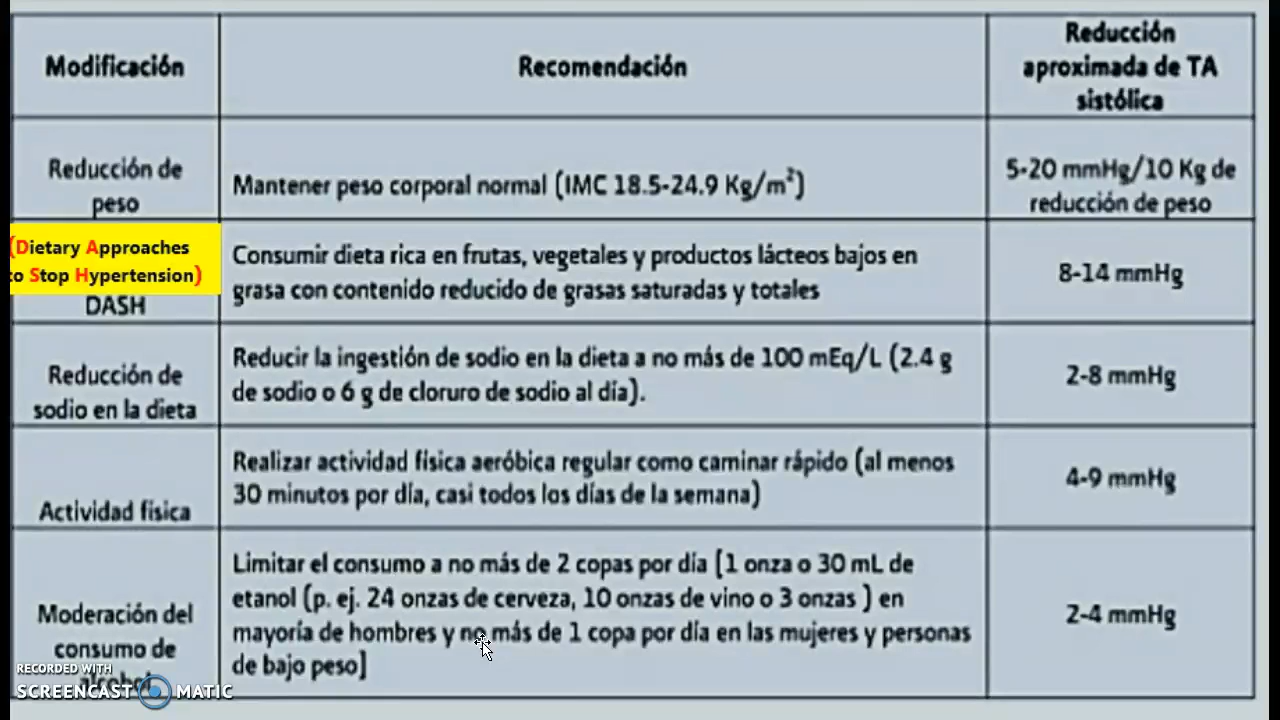 Modificación
Recomendación
Reducción
aproximada de TA
sistólica
Reducción de
peso
Mantener peso corporal normal (IMC 18.5-24.9 Kg/m²)
5-20 mmHg/10 Kg de
reducción de peso
(Dietary Approaches
to Stop Hypertension)
DASH
Consumir dieta rica en frutas, vegetales y productos lácteos bajos en
grasa con contenido reducido de grasas saturadas y totales
8-14 mmHg
Reducción de
sodio en la dieta
Reducir la ingestión de sodio en la dieta a no más de 100 mEq/L (2.4 g
de sodio o 6 g de cloruro de sodio al día).
2-8 mmHg
Actividad física
Realizar actividad física aeróbica regular como caminar rápido (al menos
30 minutos por día, casi todos los días de la semana)
4-9 mmHg
Moderación del
consumo de
alcohol
Limitar el consumo a no más de 2 copas por día [1 onza o 30 mL de
etanol (p. ej. 24 onzas de cerveza, 10 onzas de vino o 3 onzas ) en
mayoría de hombres y no más de 1 copa por día en las mujeres y personas
de bajo peso]
2-4 mmHg
RECORDED WITH
SCREENCAST MATIC